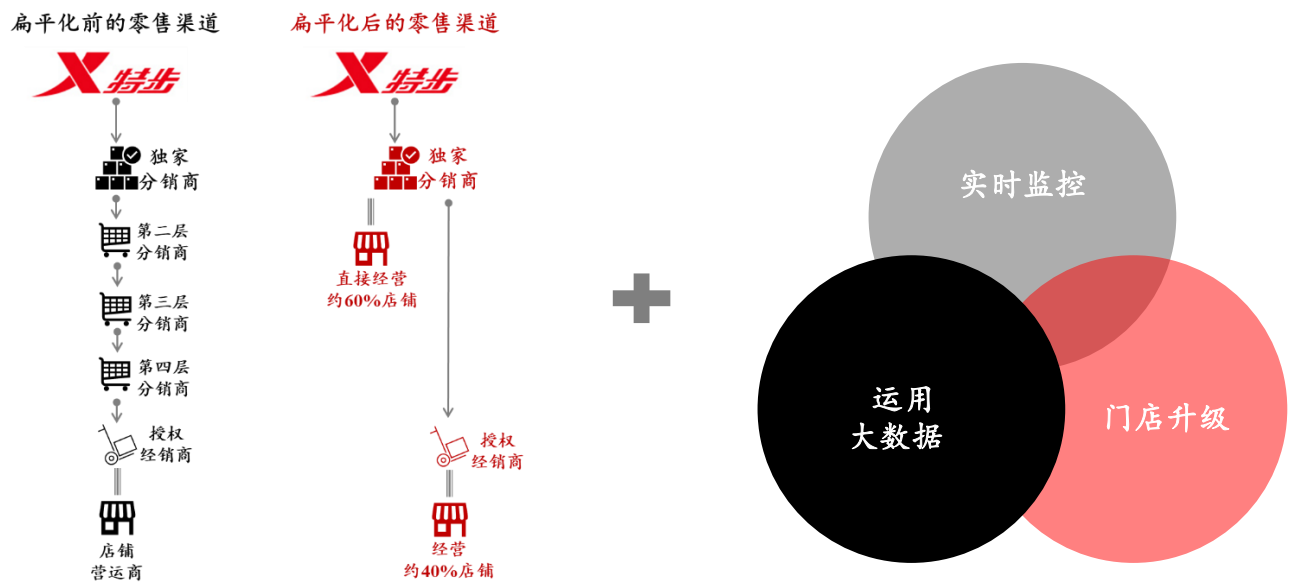 扁平化前的零售渠道
特步
独家
分销商
第二层
分销商
第三层
分销商
第四层
分销商
授权
经销商
店铺
营运商
扁平化后的零售渠道
特步
独家
分销商
直接经营
约60%店铺
授权
经销商
经营
约40%店铺
实时监控
运用
大数据
门店升级